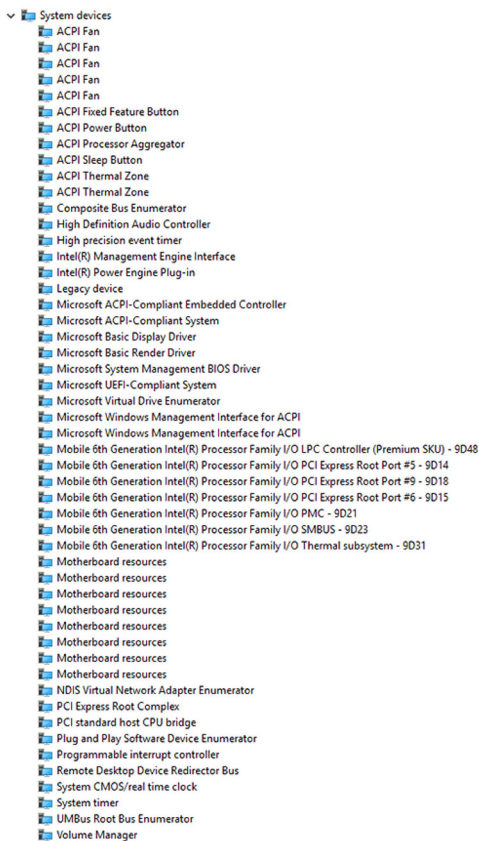 System devices
ACPI Fan
ACPI Fan
ACPI Fan
ACPI Fan
ACPI Fan
ACPI Fixed Feature Button
ACPI Power Button
ACPI Processor Aggregator
ACPI Sleep Button
ACPI Thermal Zone
ACPI Thermal Zone
Composite Bus Enumerator
High Definition Audio Controller
High precision event timer
Intel(R) Management Engine Interface
Intel(R) Power Engine Plug-in
Legacy device
Microsoft ACPI-Compliant Embedded Controller
Microsoft ACPI-Compliant System
Microsoft Basic Display Driver
Microsoft Basic Render Driver
Microsoft System Management BIOS Driver
Microsoft UEFI-Compliant System
Microsoft Virtual Drive Enumerator
Microsoft Windows Management Interface for ACPI
Microsoft Windows Management Interface for ACPI
Mobile 6th Generation Intel(R) Processor Family I/O LPC Controller (Premium SKU) - 9D48
Mobile 6th Generation Intel(R) Processor Family I/O PCI Express Root Port #5 - 9D14
Mobile 6th Generation Intel(R) Processor Family I/O PCI Express Root Port #9 - 9D18
Mobile 6th Generation Intel(R) Processor Family I/O PCI Express Root Port #6 - 9D15
Mobile 6th Generation Intel(R) Processor Family I/O PMC - 9D21
Mobile 6th Generation Intel(R) Processor Family I/O SMBUS - 9D23
Mobile 6th Generation Intel(R) Processor Family I/O Thermal subsystem - 9D31
Motherboard resources
Motherboard resources
Motherboard resources
Motherboard resources
Motherboard resources
Motherboard resources
Motherboard resources
Motherboard resources
NDIS Virtual Network Adapter Enumerator
PCI Express Root Complex
PCI standard host CPU bridge
Plug and Play Software Device Enumerator
Programmable interrupt controller
Remote Desktop Device Redirector Bus
System CMOS/real time clock
System timer
UMBus Root Bus Enumerator
Volume Manager